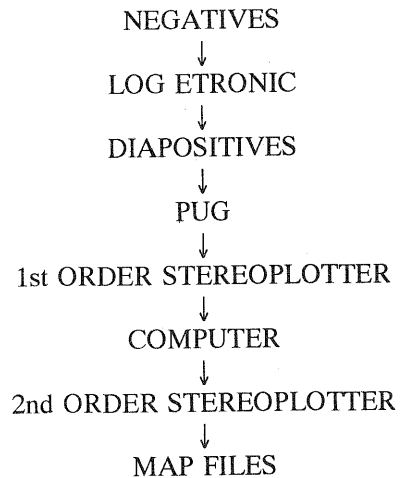 NEGATIVES
LOG ETRONIC
DIAPOSITIVES
PUG
1st ORDER STEREOPLOTTER
COMPUTER
2nd ORDER STEREOPLOTTER
MAP FILES